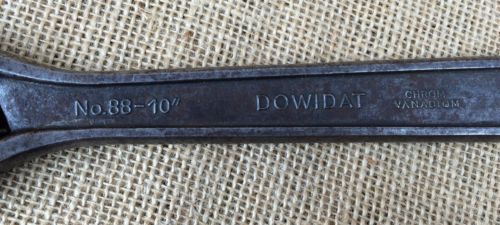 No.88-10"
DOWIDAT
CHROM
VANADIUM